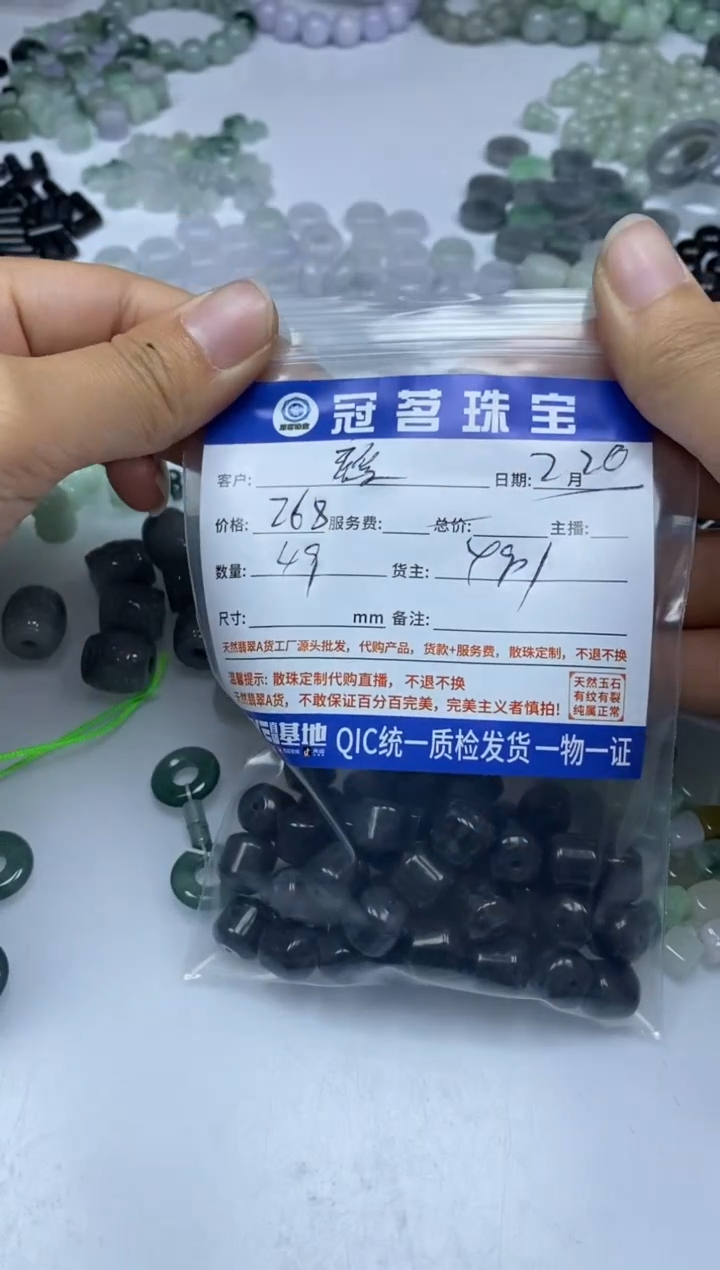 冠茗珠宝
客户: 日期: 2月20
价格: 268 服务费: 总价: 主播:
数量: 49 货主:
尺寸: mm 备注:
天然翡翠A货工厂源头批发，代购产品，货款+服务费，散珠定制，不退不换
温馨提示: 散珠定制代购直播，不退不换
天然翡翠A货，不敢保证百分百完美，完美主义者慎拍!
天然玉石
有纹有裂
纯属正常
基地 QIC统一质检发货 一物一证